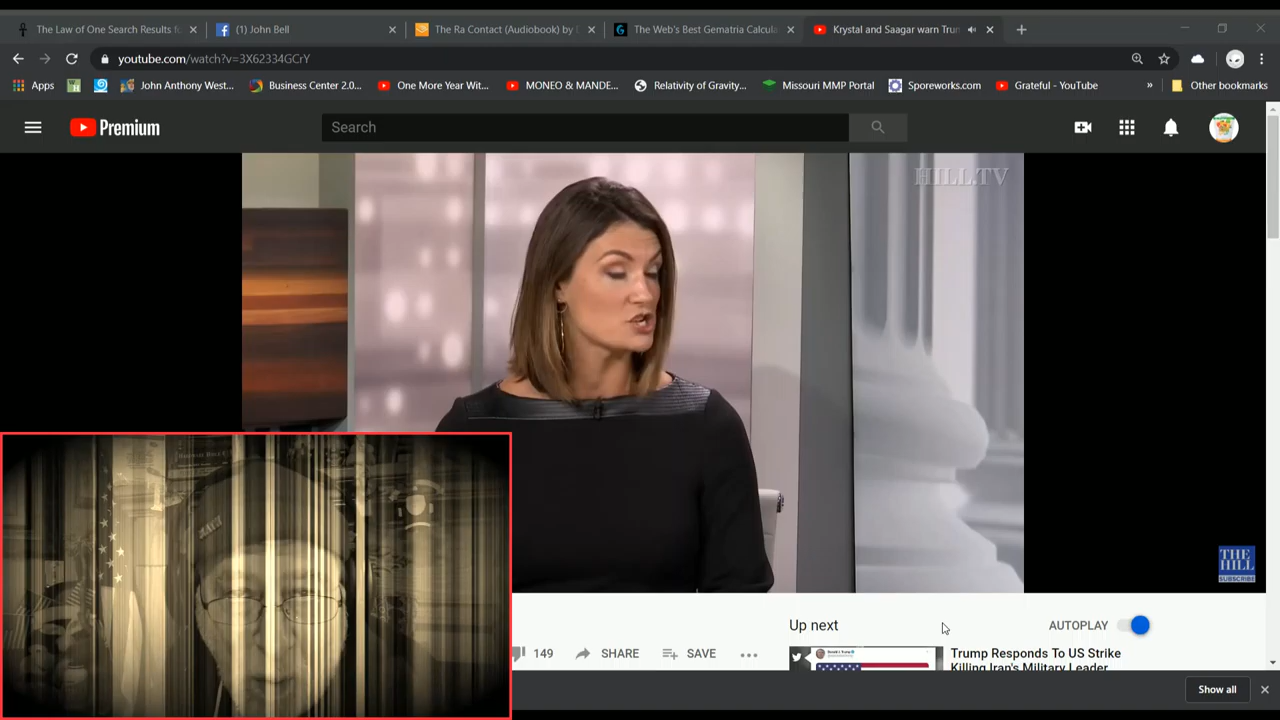 The Law of One Search Results fo
(1) John Bell
The Ra Contact (Audiobook) by D
The Web's Best Gematria Calcula
Krystal and Saagar warn Trum
youtube.com/watch?v=3X62334GCrY
Apps
John Anthony West...
Business Center 2.0...
One More Year Wit...
MONEO & MANDE...
Relativity of Gravity...
Missouri MMP Portal
Sporeworks.com
Grateful - YouTube
»
Other bookmarks
Premium
Search
HILL.TV
THE
HILL
SUBSCRIBE
Up next
AUTOPLAY
149
SHARE
SAVE
Trump Responds To US Strike
Killing Iran's Military Leader
Show all